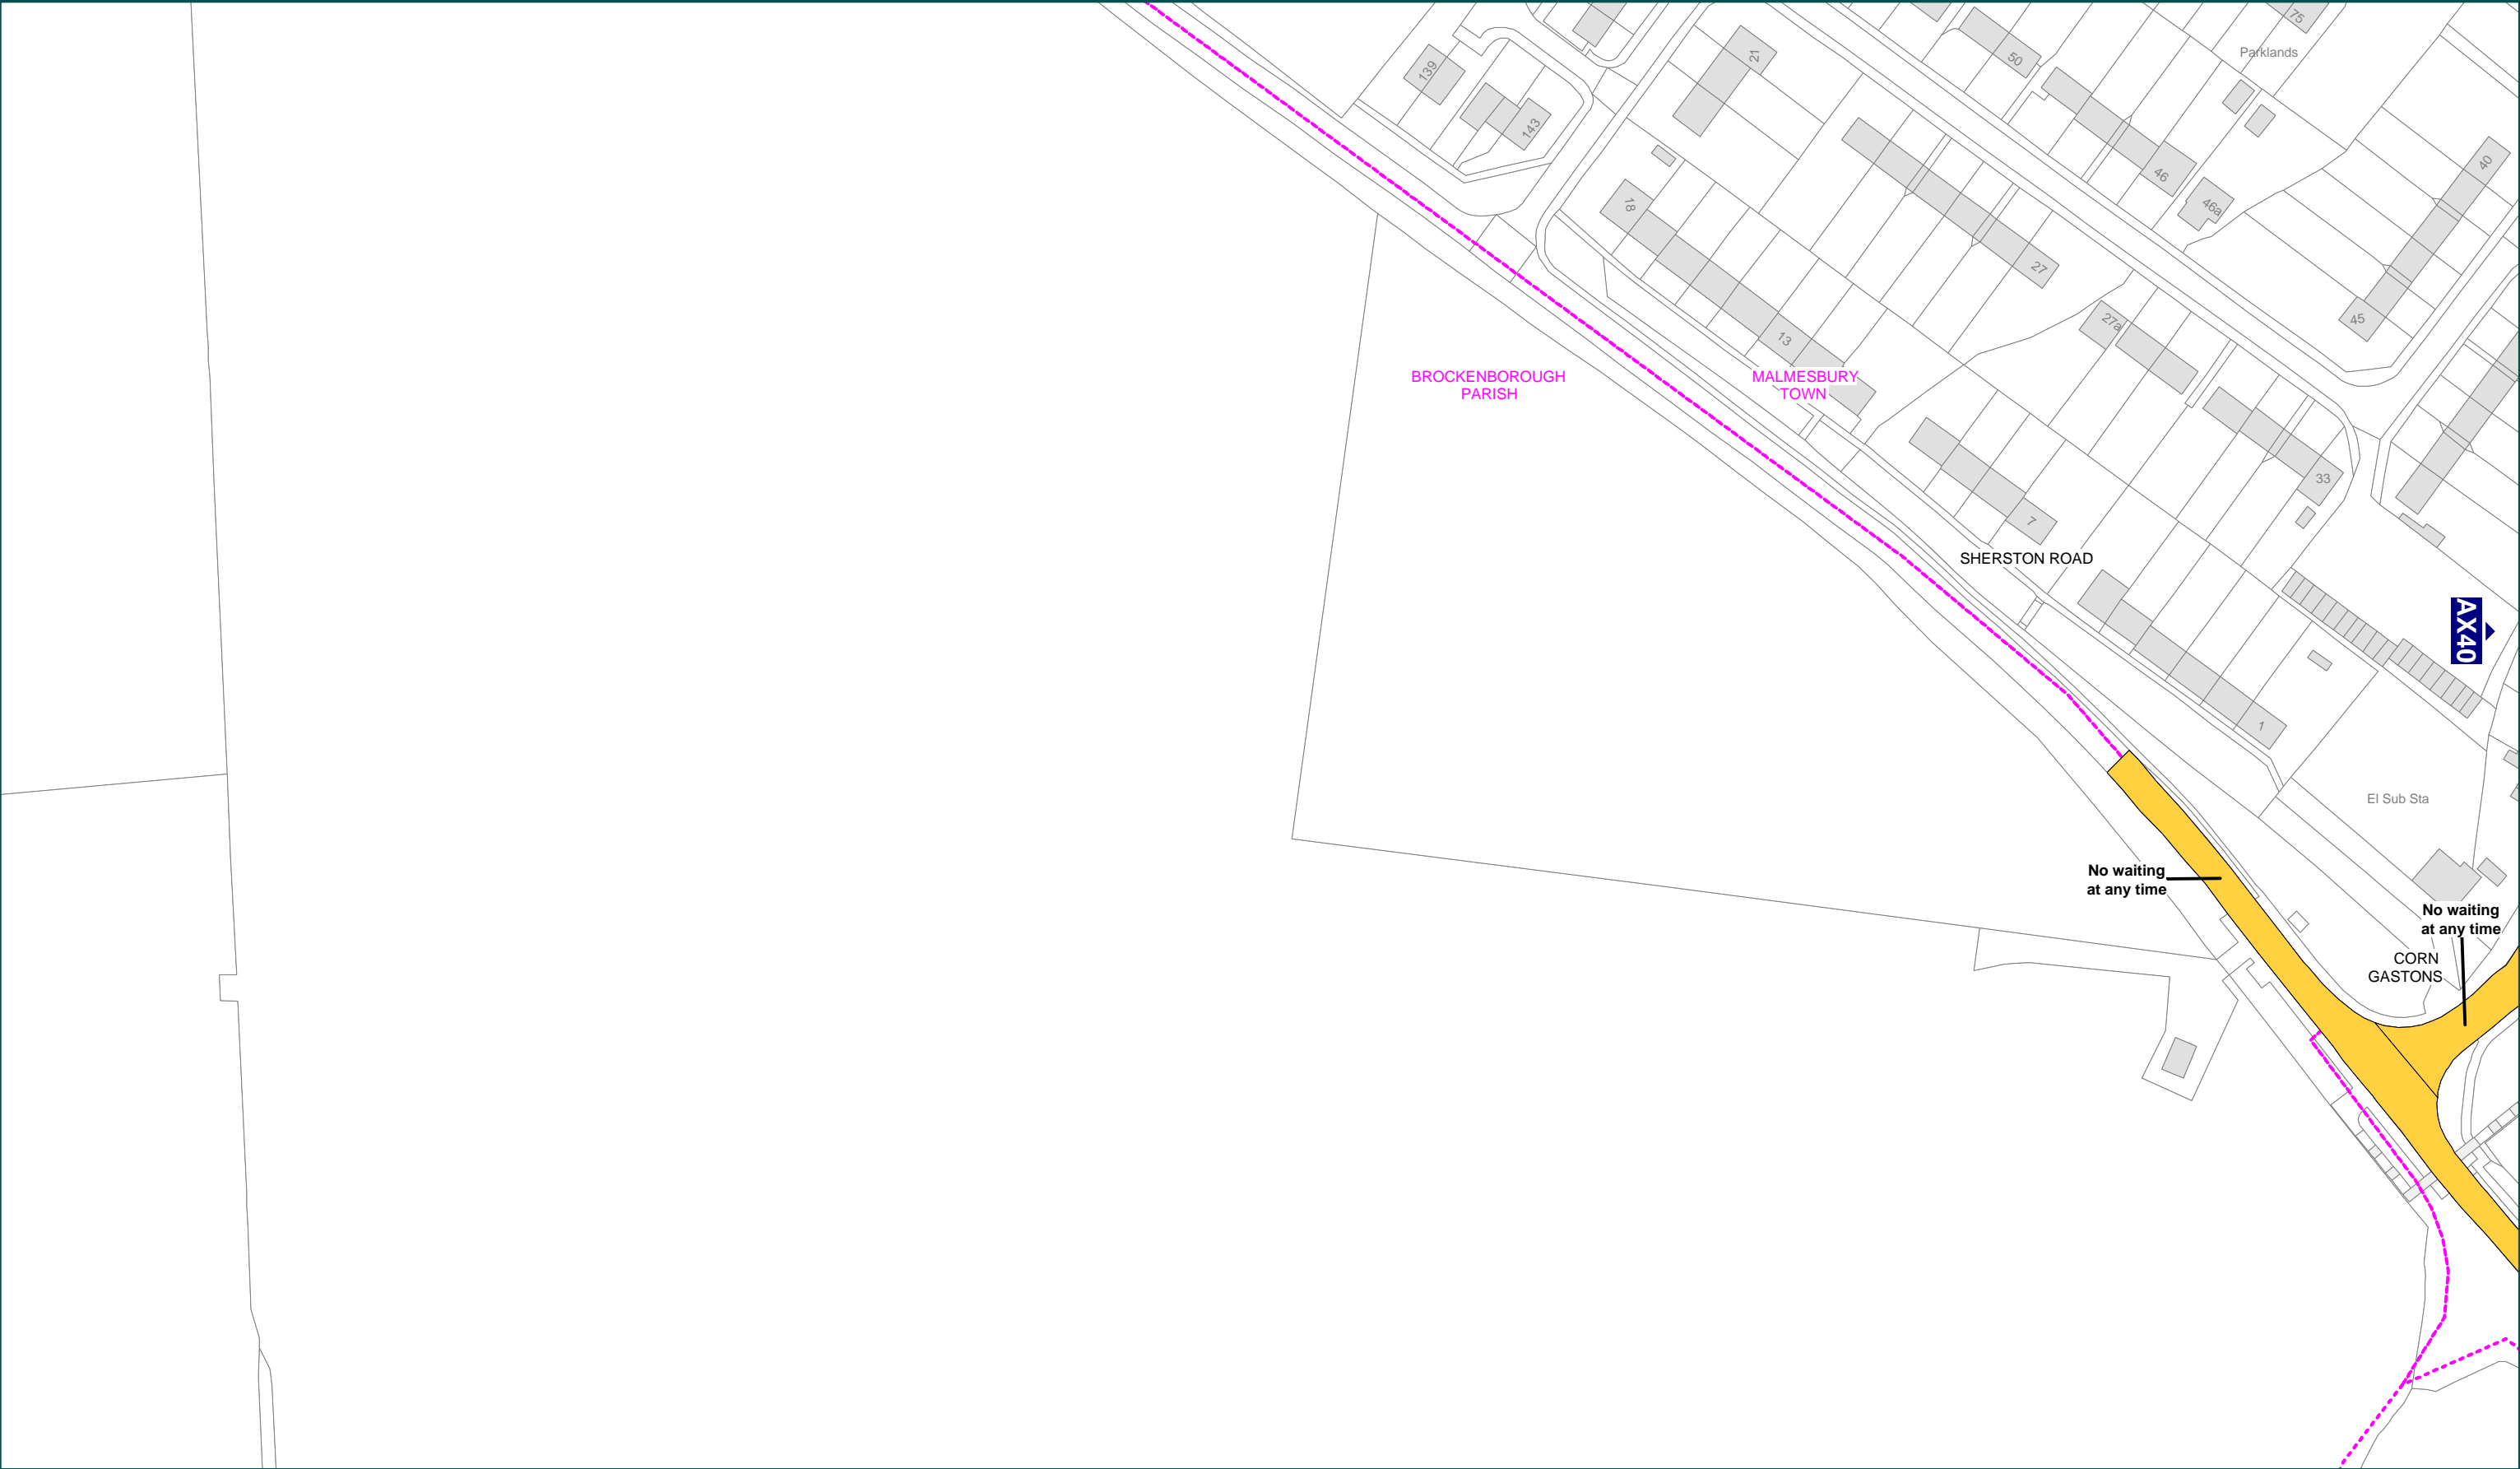 75
Parklands
50
21
139
143
46
40
46a
18
27
27a
45
13
BROCKENBOROUGH
PARISH
MALMESBURY
TOWN
33
7
SHERSTON ROAD
AX40
1
El Sub Sta
No waiting
at any time
No waiting
at any time
CORN
GASTONS